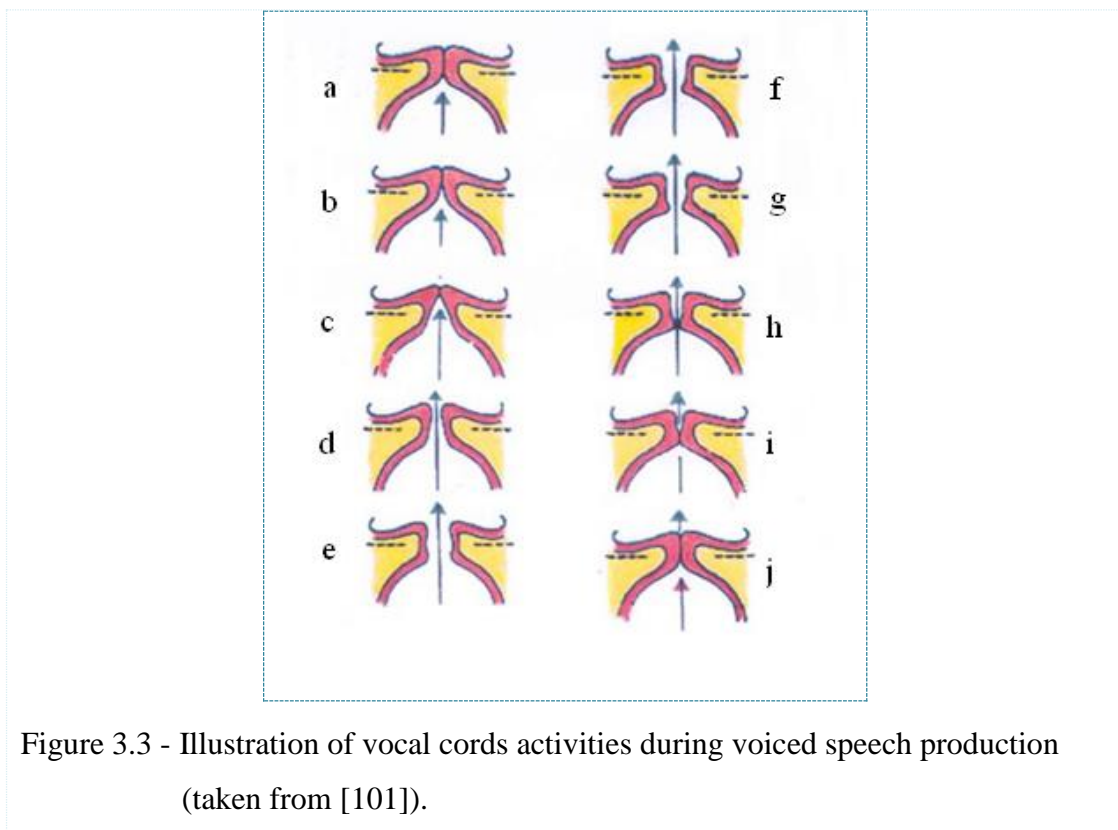 a
f
b
g
c
h
d
i
e
j
Figure 3.3 - Illustration of vocal cords activities during voiced speech production
(taken from [101]).